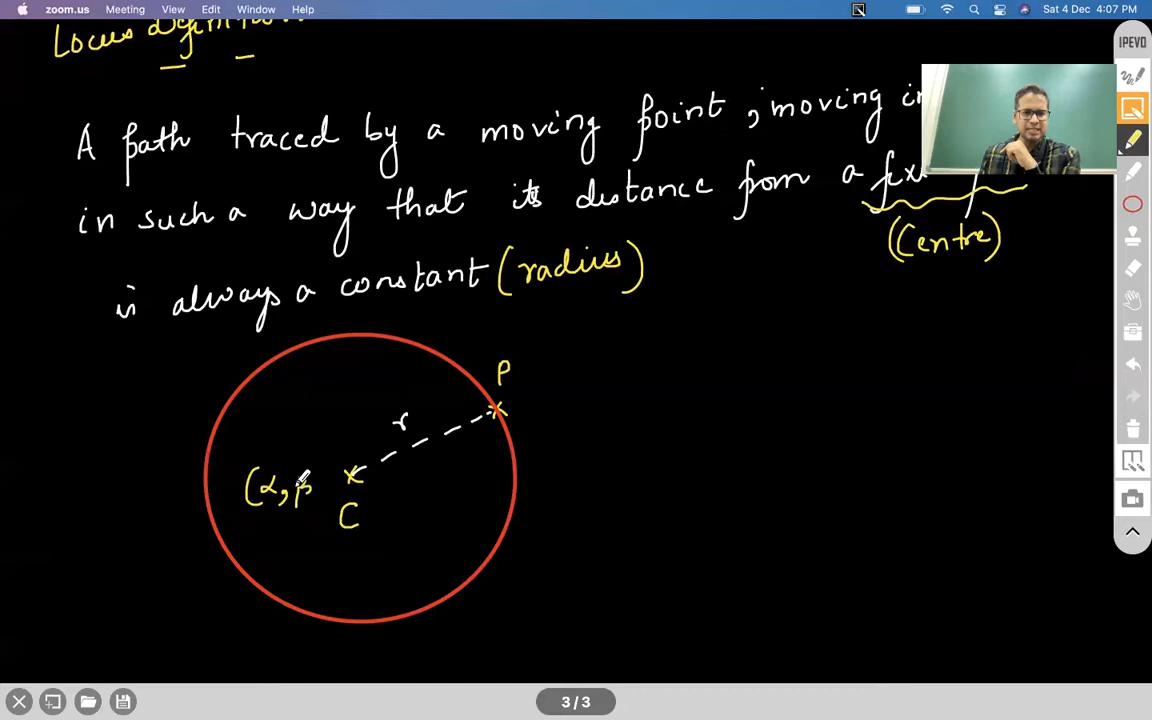 zoom.us Meeting View Edit Window Help Sat 4 Dec 4:07 PM
IPEVO
Locus
A path traced by a moving point, moving in
in such a way that its distance from a fix
(Centre)
is always a constant (radius)
P
r
(α, β
C
3/3